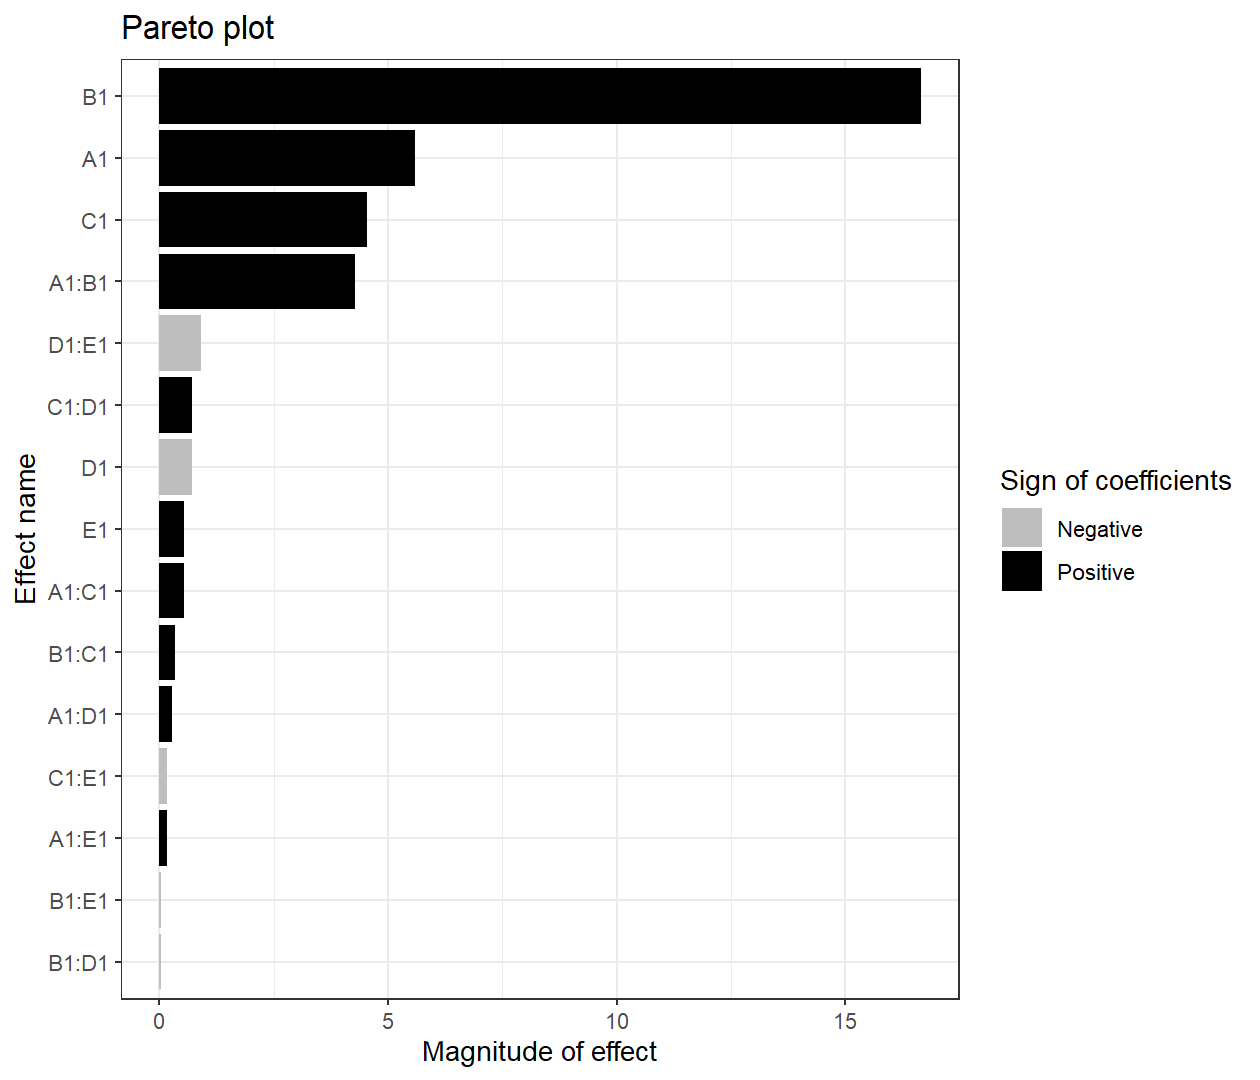 Pareto plot
B1
A1
C1
A1:B1
D1:E1
C1:D1
D1
E1
A1:C1
B1:C1
A1:D1
C1:E1
A1:E1
B1:E1
B1:D1
Effect name
0 5 10 15
Magnitude of effect
Sign of coefficients
Negative
Positive